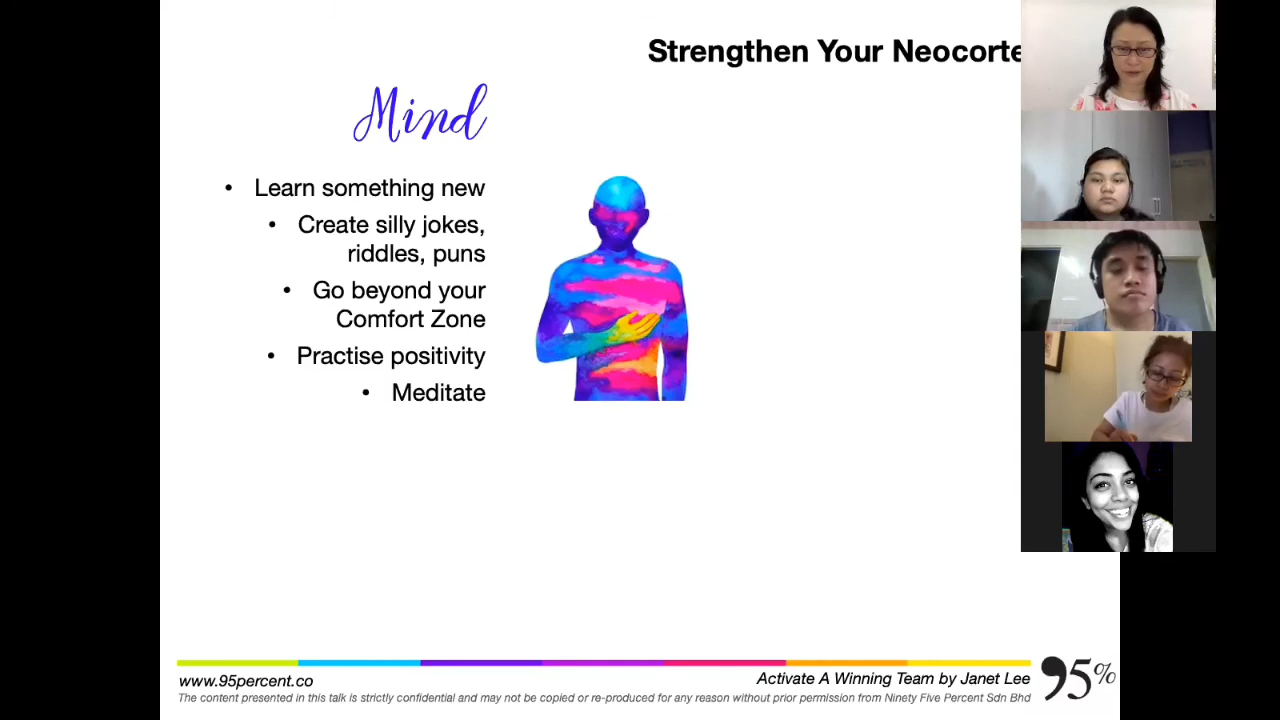 Strengthen Your Neocorte
Mind
• Learn something new
• Create silly jokes,
riddles, puns
• Go beyond your
Comfort Zone
• Practise positivity
• Meditate
www.95percent.co
Activate A Winning Team by Janet Lee
The content presented in this talk is strictly confidential and may not be copied or re-produced for any reason without prior permission from Ninety Five Percent Sdn Bhd
95%